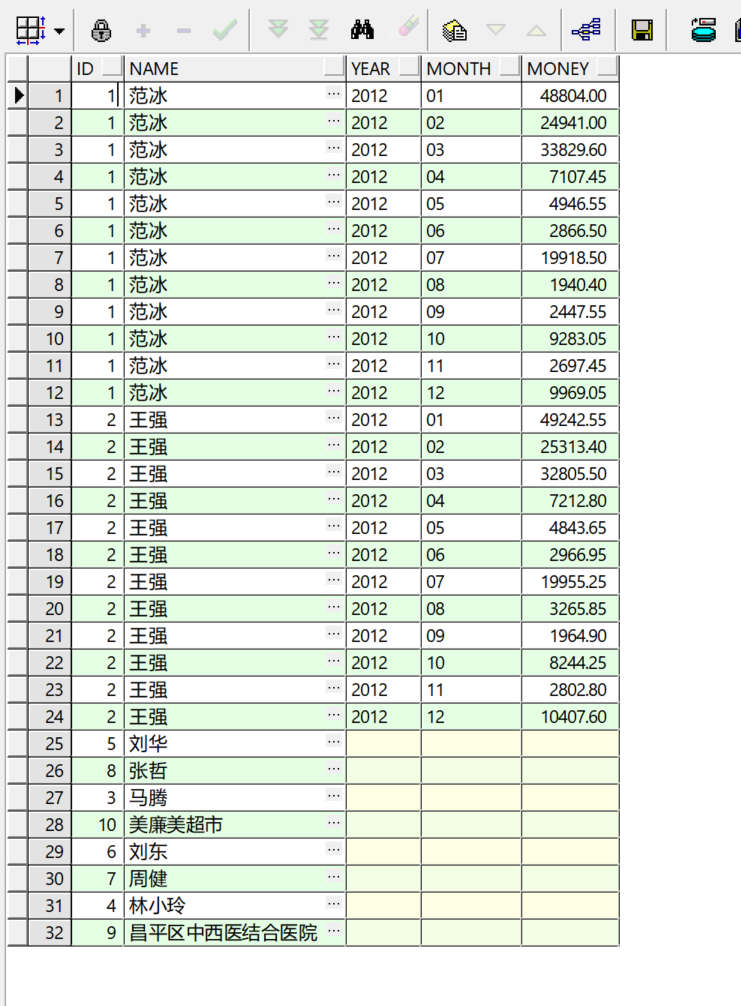 ID NAME YEAR MONTH MONEY
1 1 范冰 ... 2012 01 48804.00
2 1 范冰 ... 2012 02 24941.00
3 1 范冰 ... 2012 03 33829.60
4 1 范冰 ... 2012 04 7107.45
5 1 范冰 ... 2012 05 4946.55
6 1 范冰 ... 2012 06 2866.50
7 1 范冰 ... 2012 07 19918.50
8 1 范冰 ... 2012 08 1940.40
9 1 范冰 ... 2012 09 2447.55
10 1 范冰 ... 2012 10 9283.05
11 1 范冰 ... 2012 11 2697.45
12 1 范冰 ... 2012 12 9969.05
13 2 王强 ... 2012 01 49242.55
14 2 王强 ... 2012 02 25313.40
15 2 王强 ... 2012 03 32805.50
16 2 王强 ... 2012 04 7212.80
17 2 王强 ... 2012 05 4843.65
18 2 王强 ... 2012 06 2966.95
19 2 王强 ... 2012 07 19955.25
20 2 王强 ... 2012 08 3265.85
21 2 王强 ... 2012 09 1964.90
22 2 王强 ... 2012 10 8244.25
23 2 王强 ... 2012 11 2802.80
24 2 王强 ... 2012 12 10407.60
25 5 刘华 ...
26 8 张哲 ...
27 3 马腾 ...
28 10 美廉美超市 ...
29 6 刘东 ...
30 7 周健 ...
31 4 林小玲 ...
32 9 昌平区中西医结合医院 ...